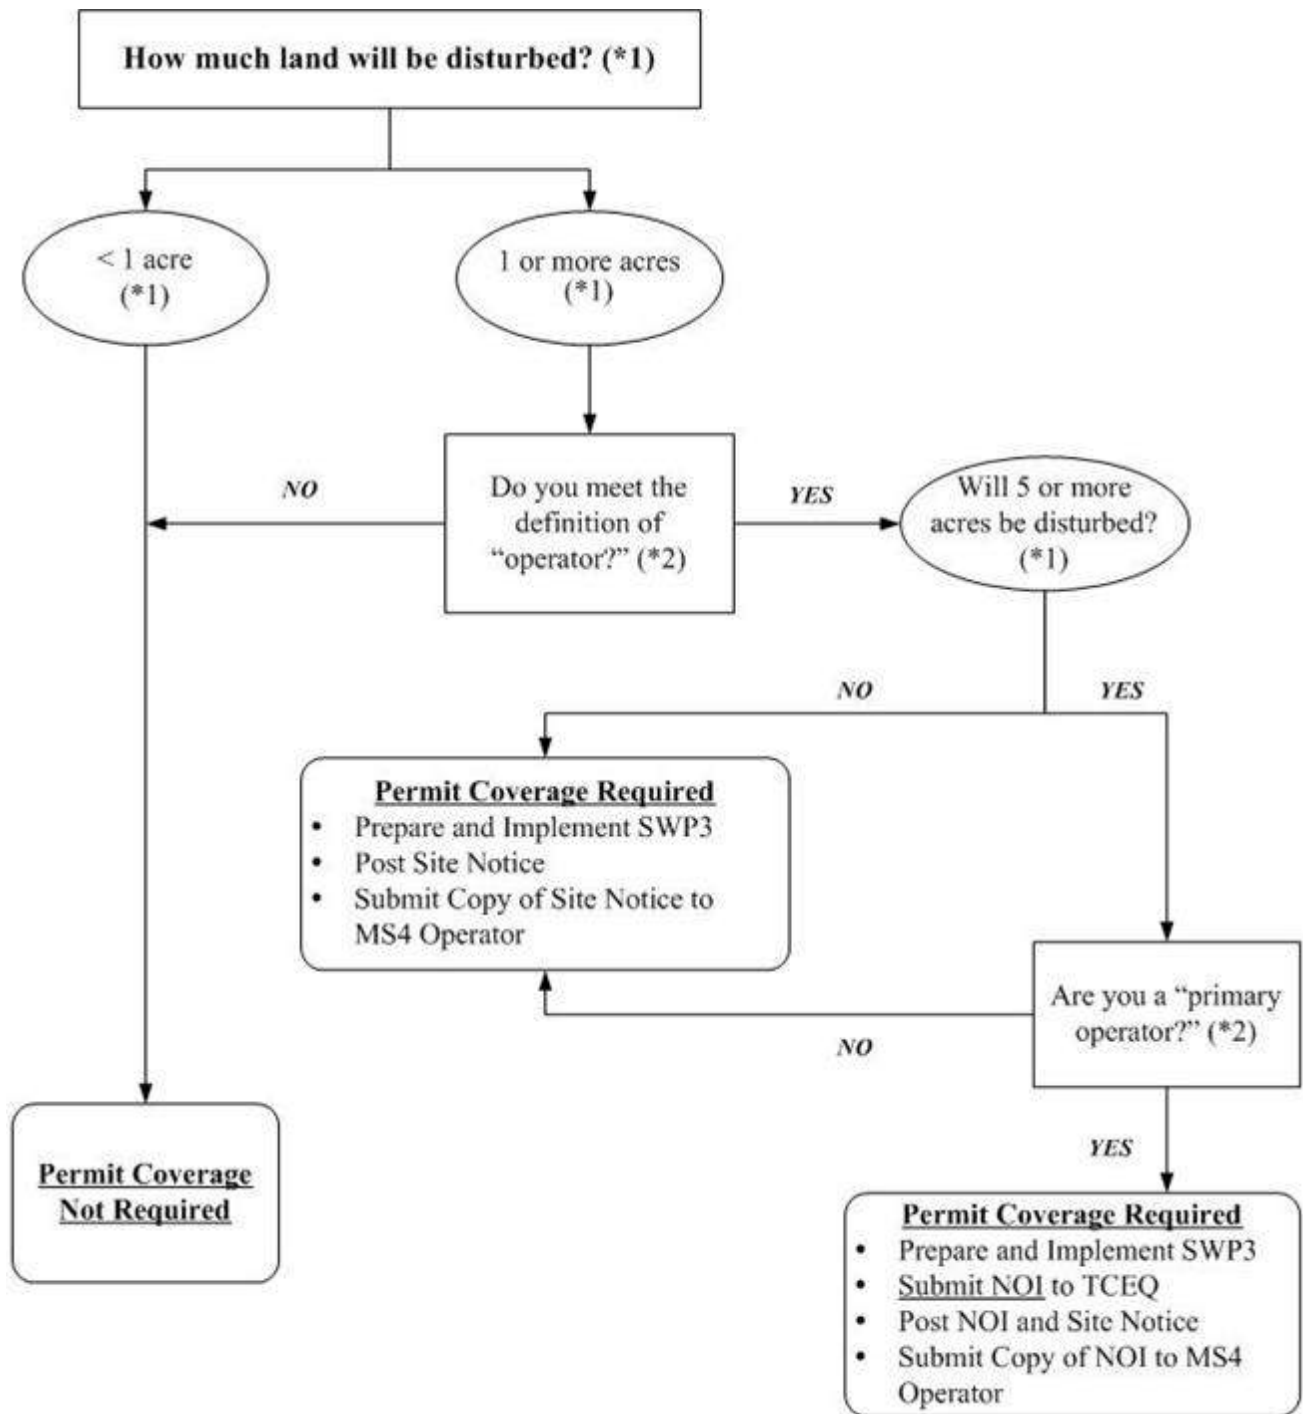 How much land will be disturbed? (*1)
< 1 acre
(*1)
1 or more acres
(*1)
Do you meet the
definition of
“operator?” (*2)
NO
YES
Will 5 or more
acres be disturbed?
(*1)
NO
YES
Permit Coverage Required
• Prepare and Implement SWP3
• Post Site Notice
• Submit Copy of Site Notice to
MS4 Operator
Are you a “primary
operator?” (*2)
NO
YES
Permit Coverage
Not Required
Permit Coverage Required
• Prepare and Implement SWP3
• Submit NOI to TCEQ
• Post NOI and Site Notice
• Submit Copy of NOI to MS4
Operator